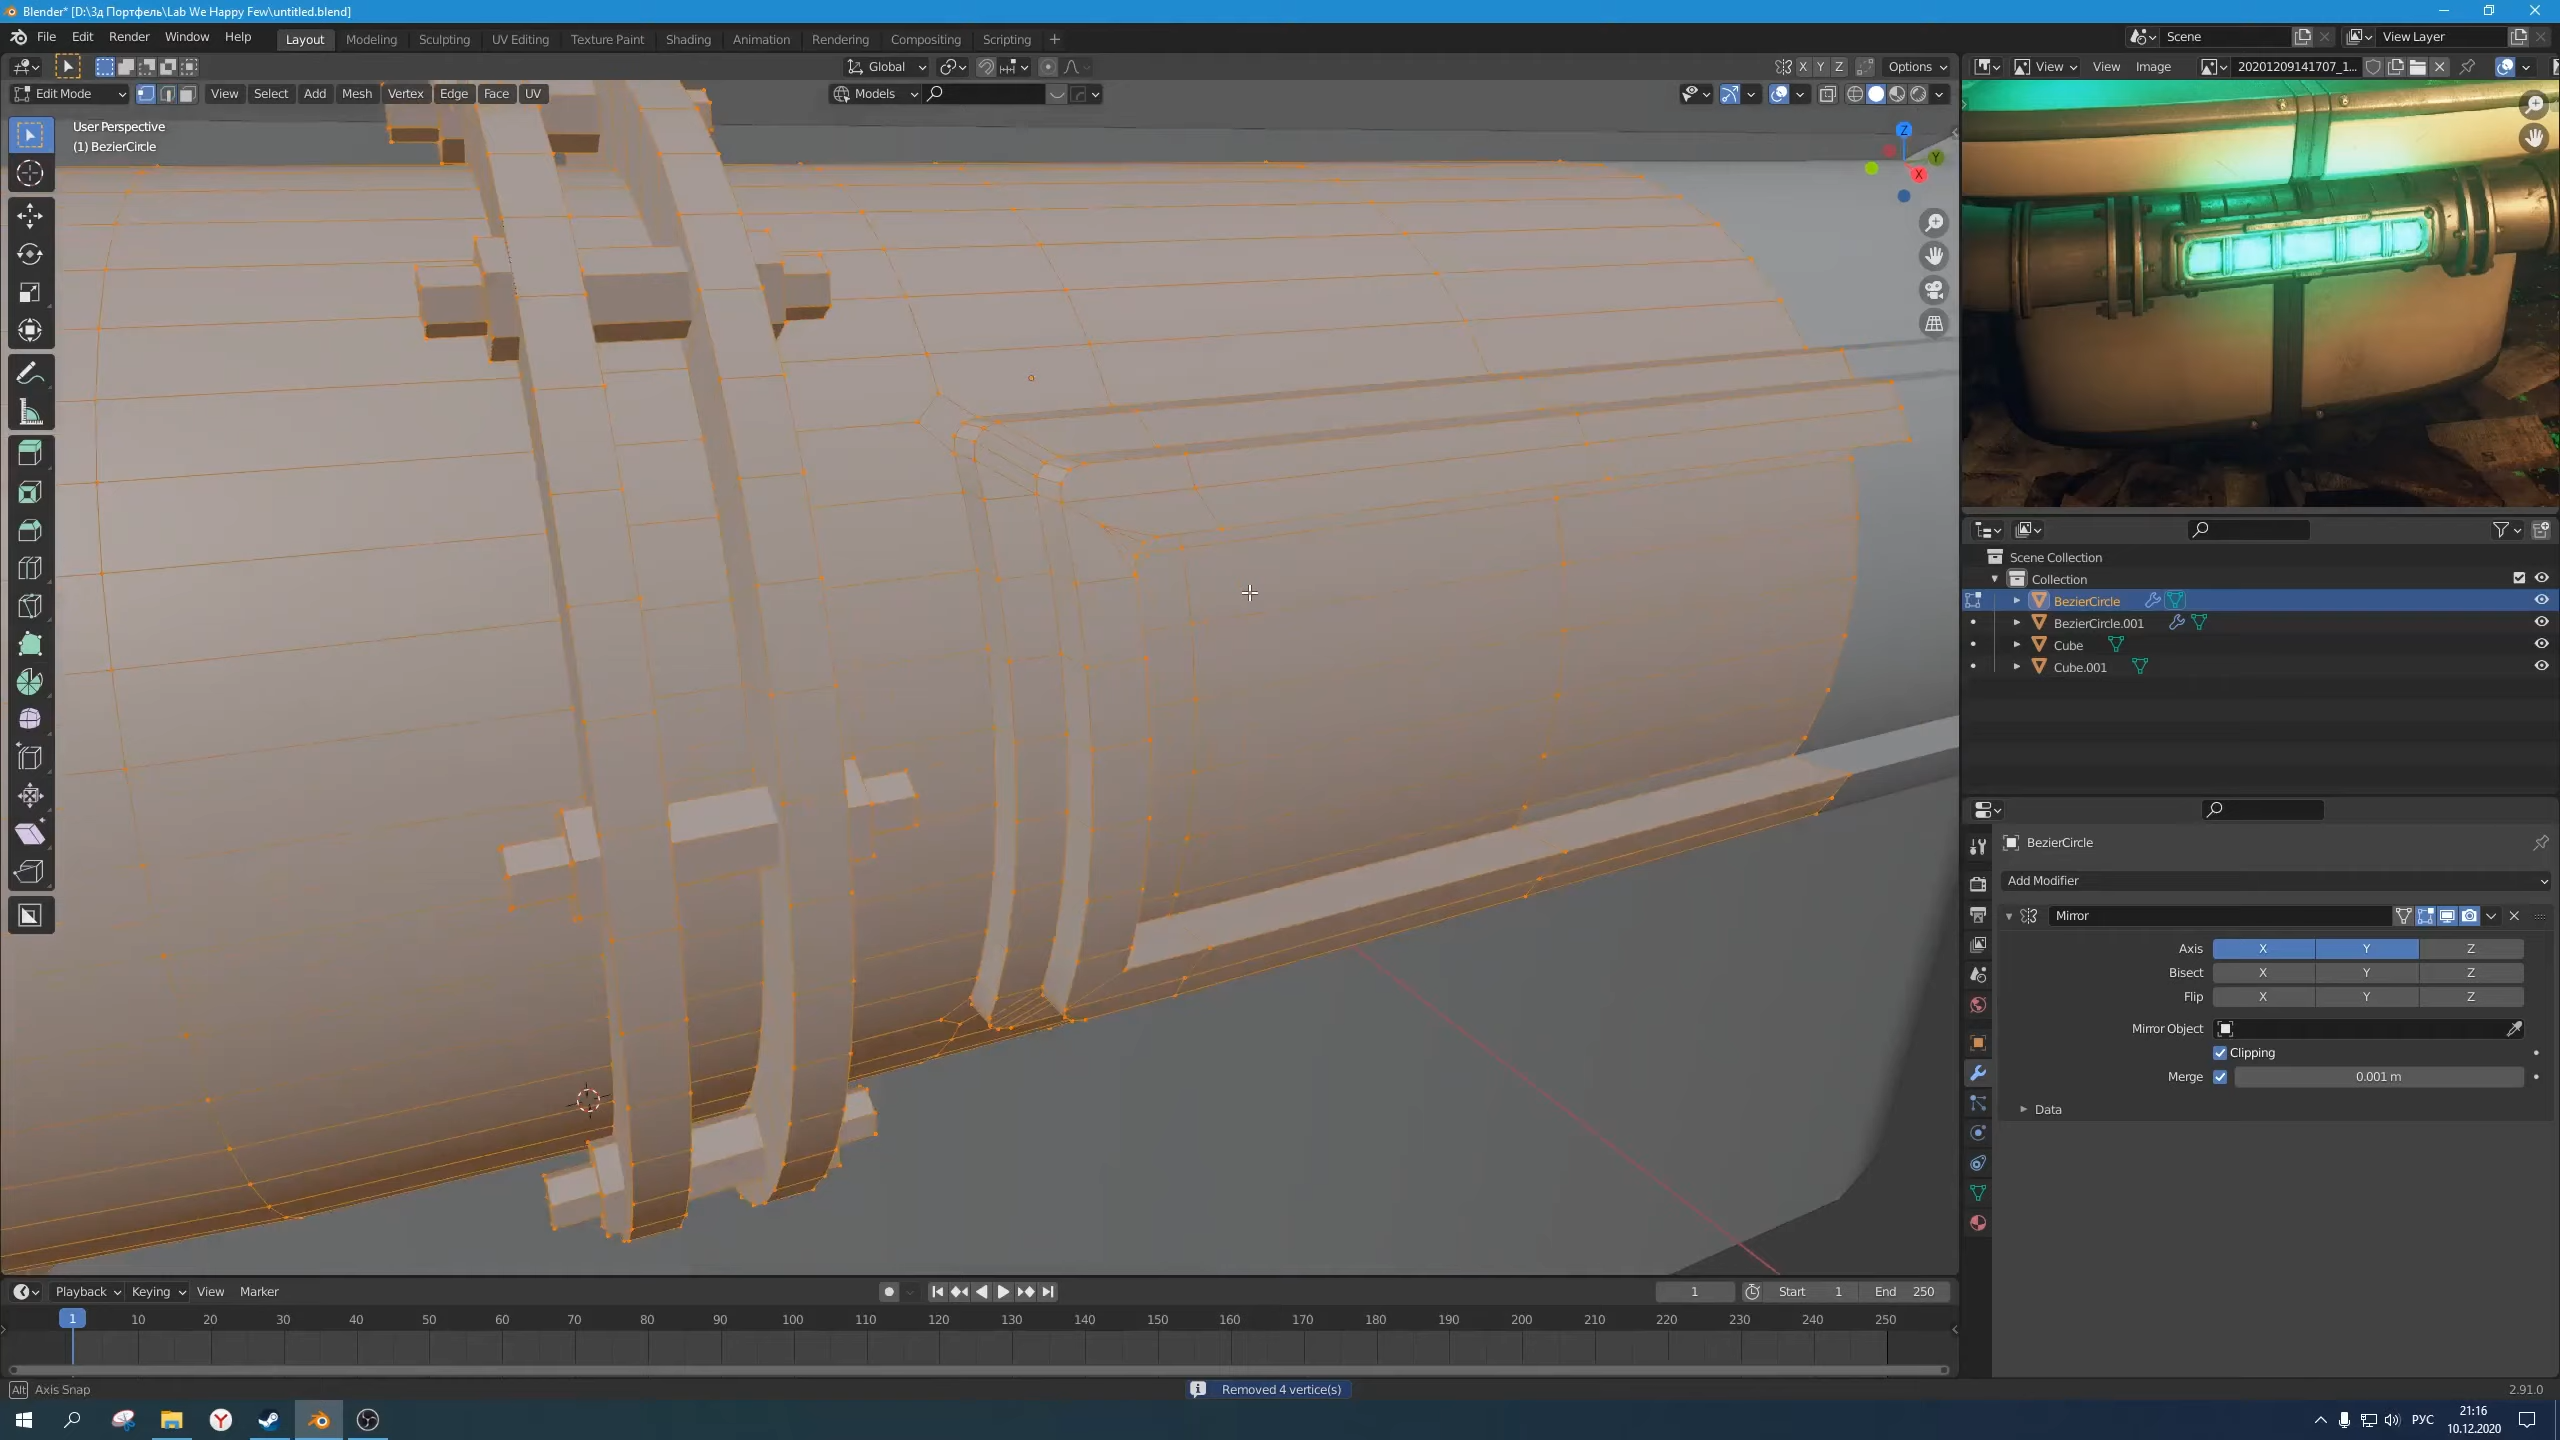 Blender* [D:\3д Портфель\Lab We Happy Few\untitled.blend]
File Edit Render Window Help Layout Modeling Sculpting UV Editing Texture Paint Shading Animation Rendering Compositing Scripting + Scene View Layer
Global X Y Z Options View View Image 20201209141707_1...
Edit Mode View Select Add Mesh Vertex Edge Face UV Models
User Perspective
(1) BezierCircle
Z
Y
X
Scene Collection
Collection
BezierCircle
BezierCircle.001
Cube
Cube.001
BezierCircle
Add Modifier
Mirror
Axis X Y Z
Bisect X Y Z
Flip X Y Z
Mirror Object
Clipping
Merge 0.001 m
Data
Playback Keying View Marker 1 Start 1 End 250
1 10 20 30 40 50 60 70 80 90 100 110 120 130 140 150 160 170 180 190 200 210 220 230 240 250
Alt Axis Snap Removed 4 vertice(s) 2.91.0
РУС 21:16
10.12.2020